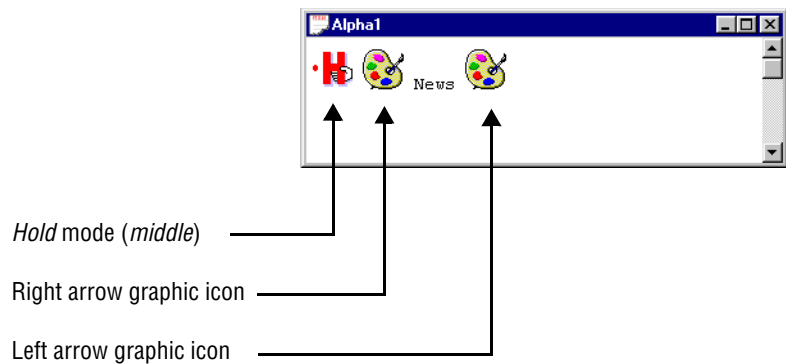 Alpha1
H
News
Hold mode (middle)
Right arrow graphic icon
Left arrow graphic icon